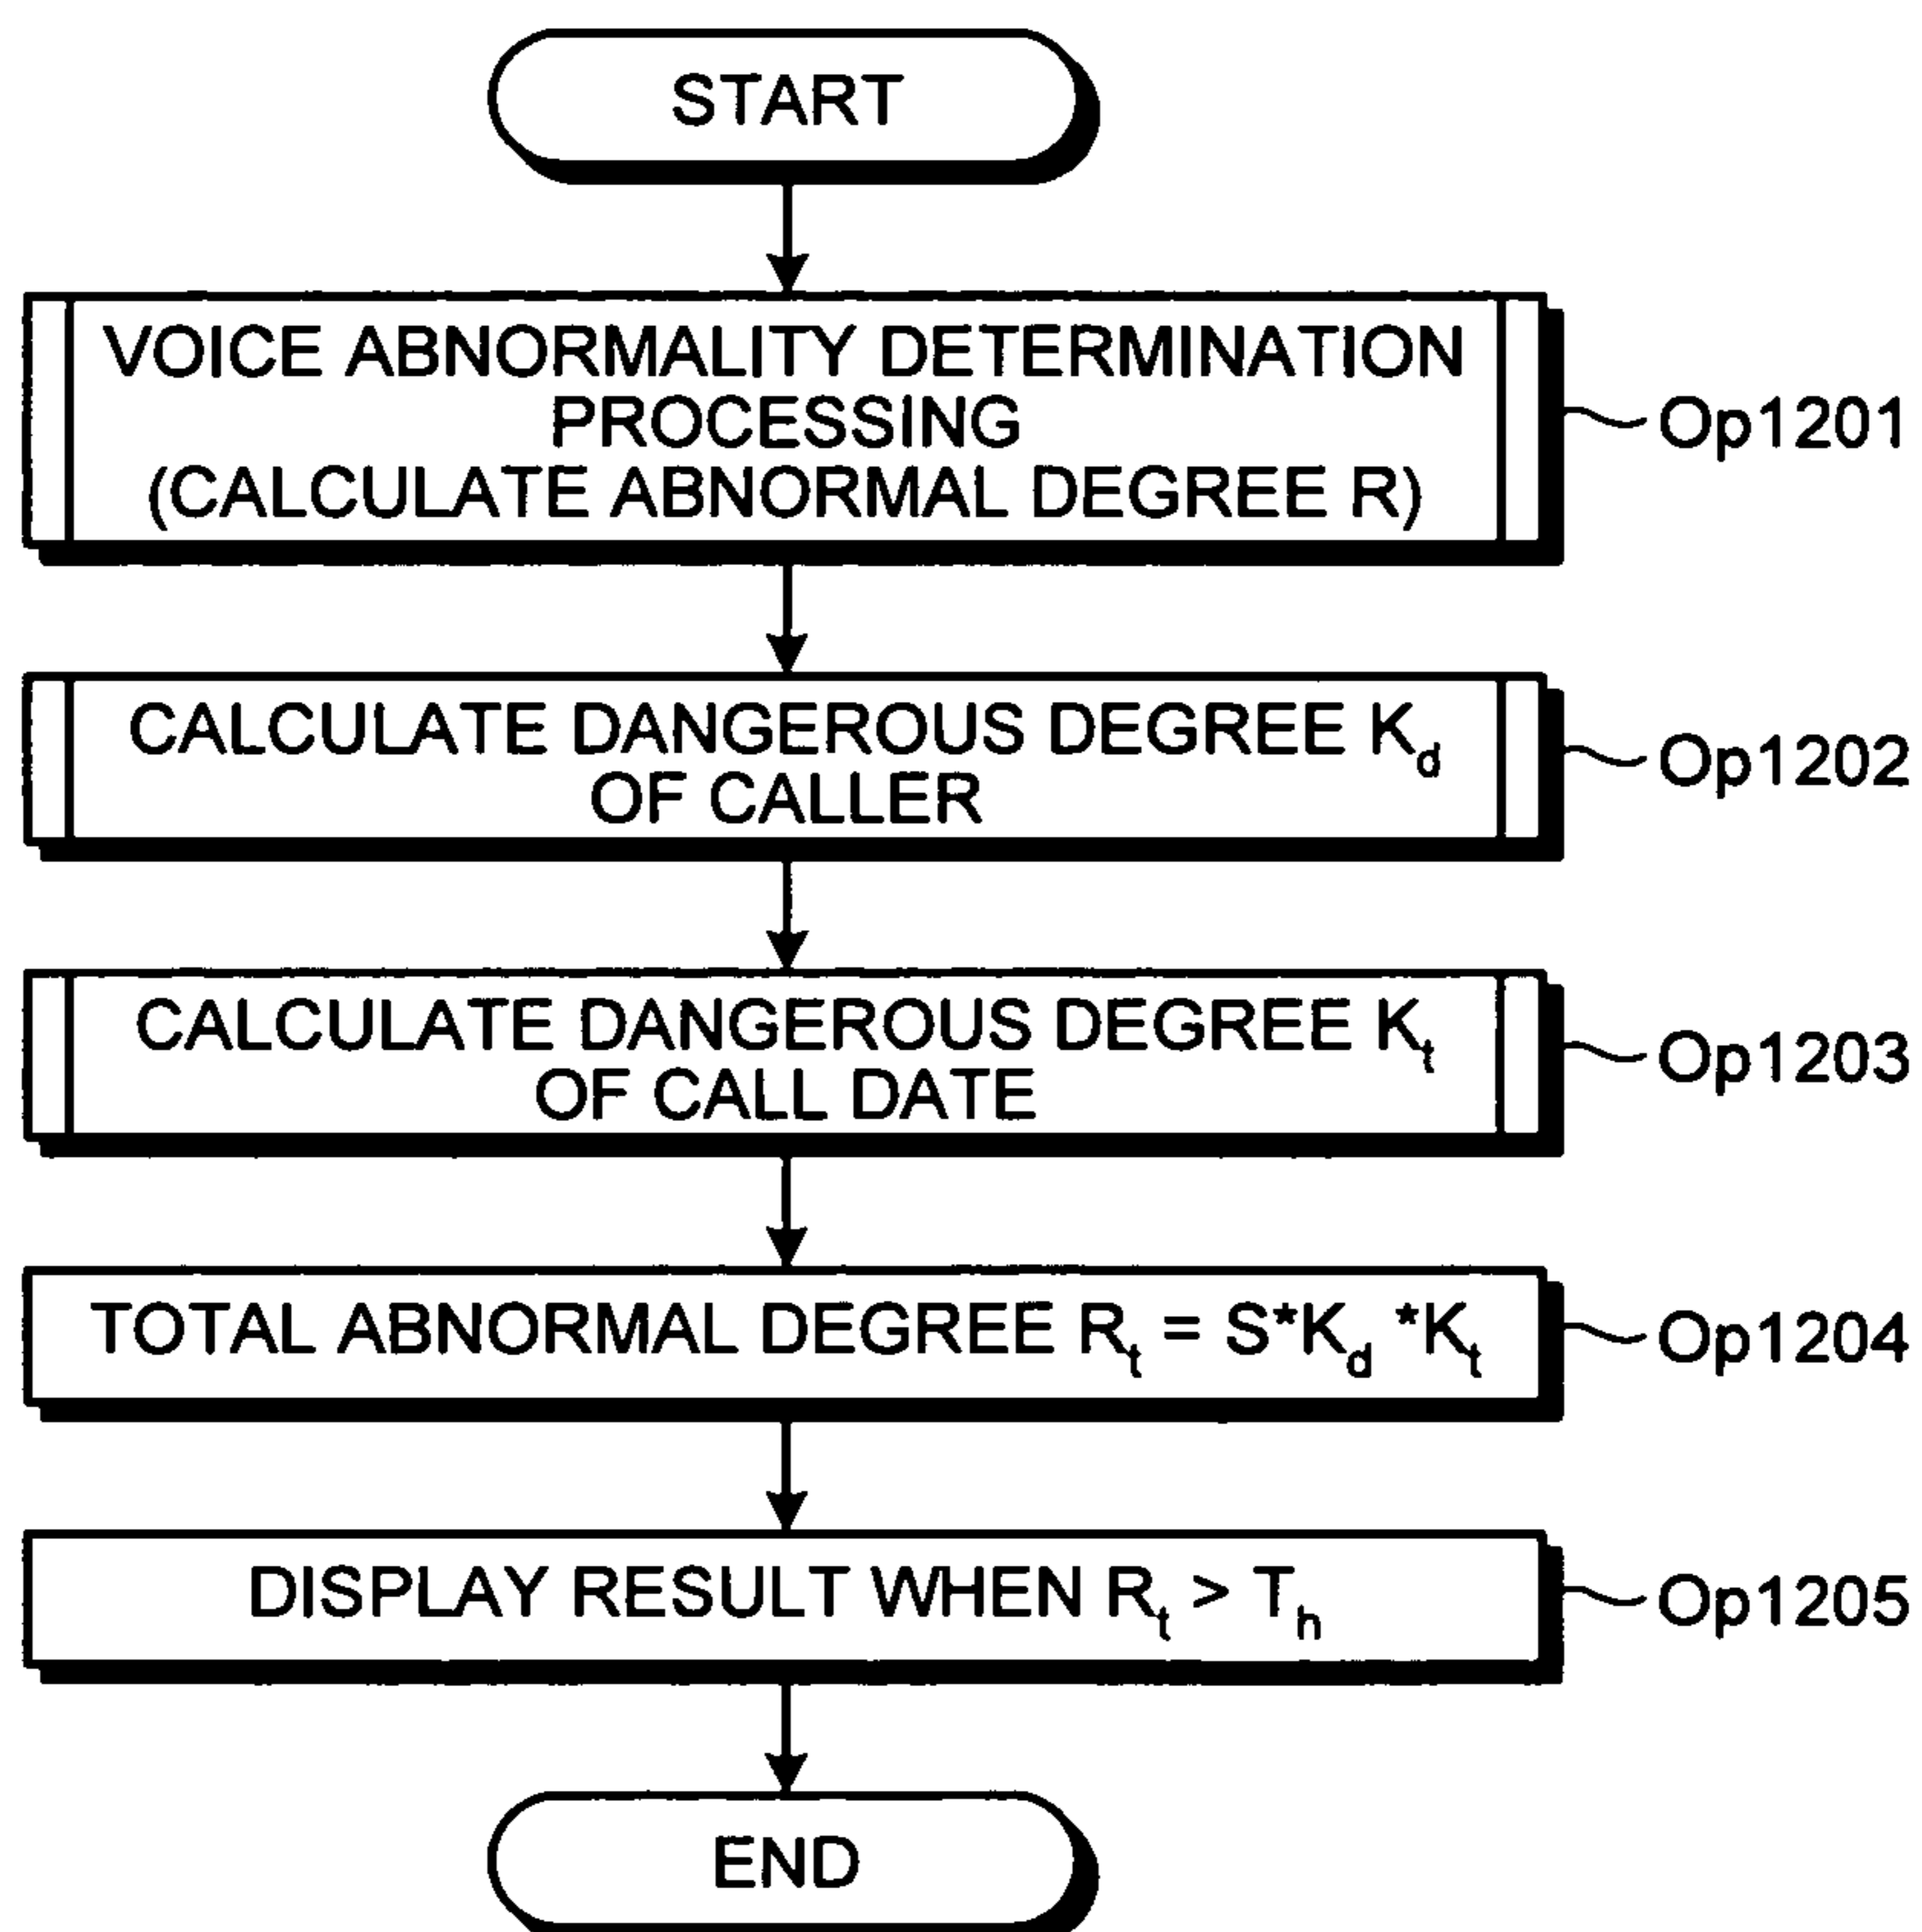 START
VOICE ABNORMALITY DETERMINATION
PROCESSING
(CALCULATE ABNORMAL DEGREE R)
Op1201
CALCULATE DANGEROUS DEGREE Kd
OF CALLER
Op1202
CALCULATE DANGEROUS DEGREE Kt
OF CALL DATE
Op1203
TOTAL ABNORMAL DEGREE Rt = S*Kd *Kt
Op1204
DISPLAY RESULT WHEN Rt > Th
Op1205
END